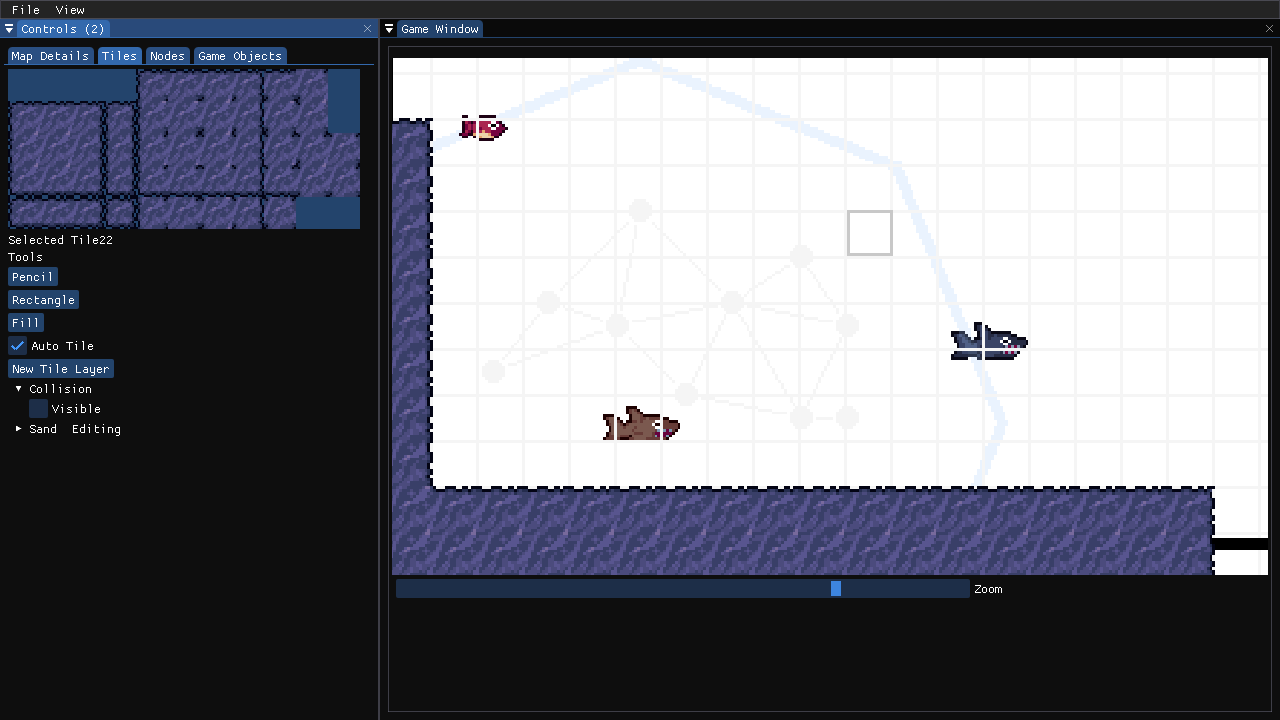 File View
Controls (2)
Game Window
Map Details Tiles Nodes Game Objects
Selected Tile22
Tools
Pencil
Rectangle
Fill
Auto Tile
New Tile Layer
Collision
Visible
Sand Editing
Zoom